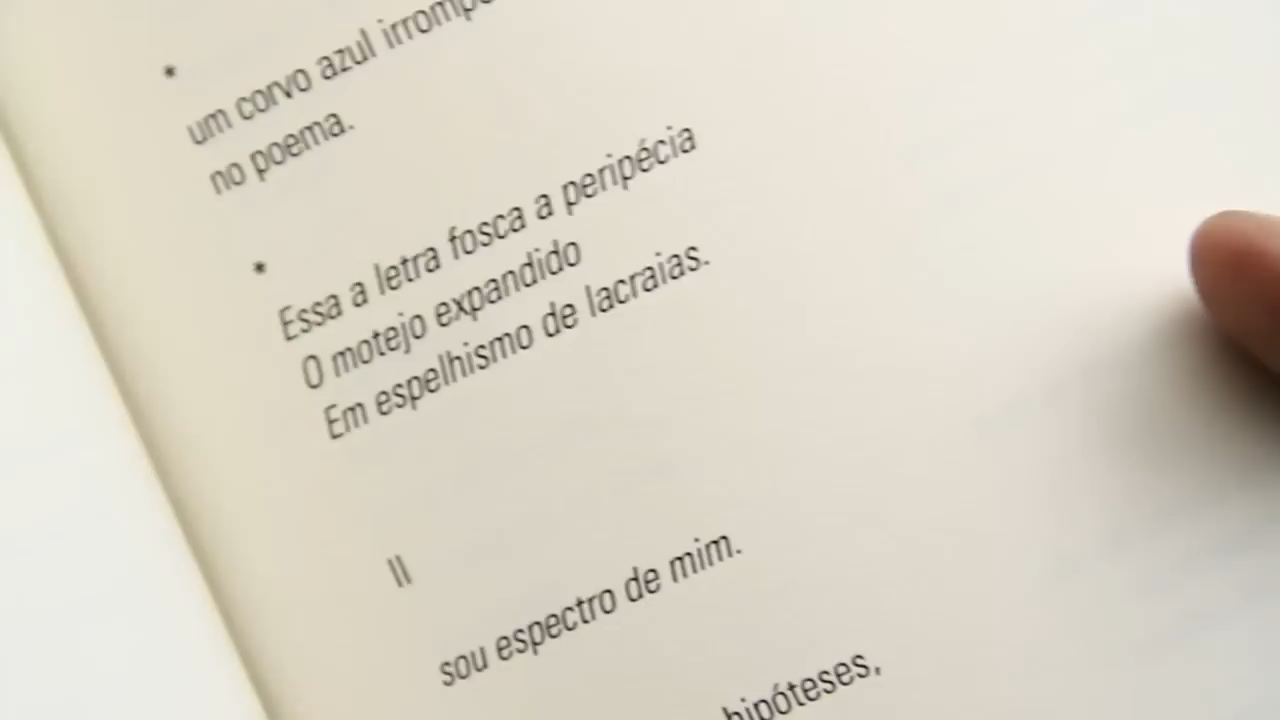 *
um corvo azul
no poema.
*
Essa a letra fosca a peripécia
O motejo expandido
Em espelhismo de lacraias.
II
sou espectro de mim.
hipóteses,